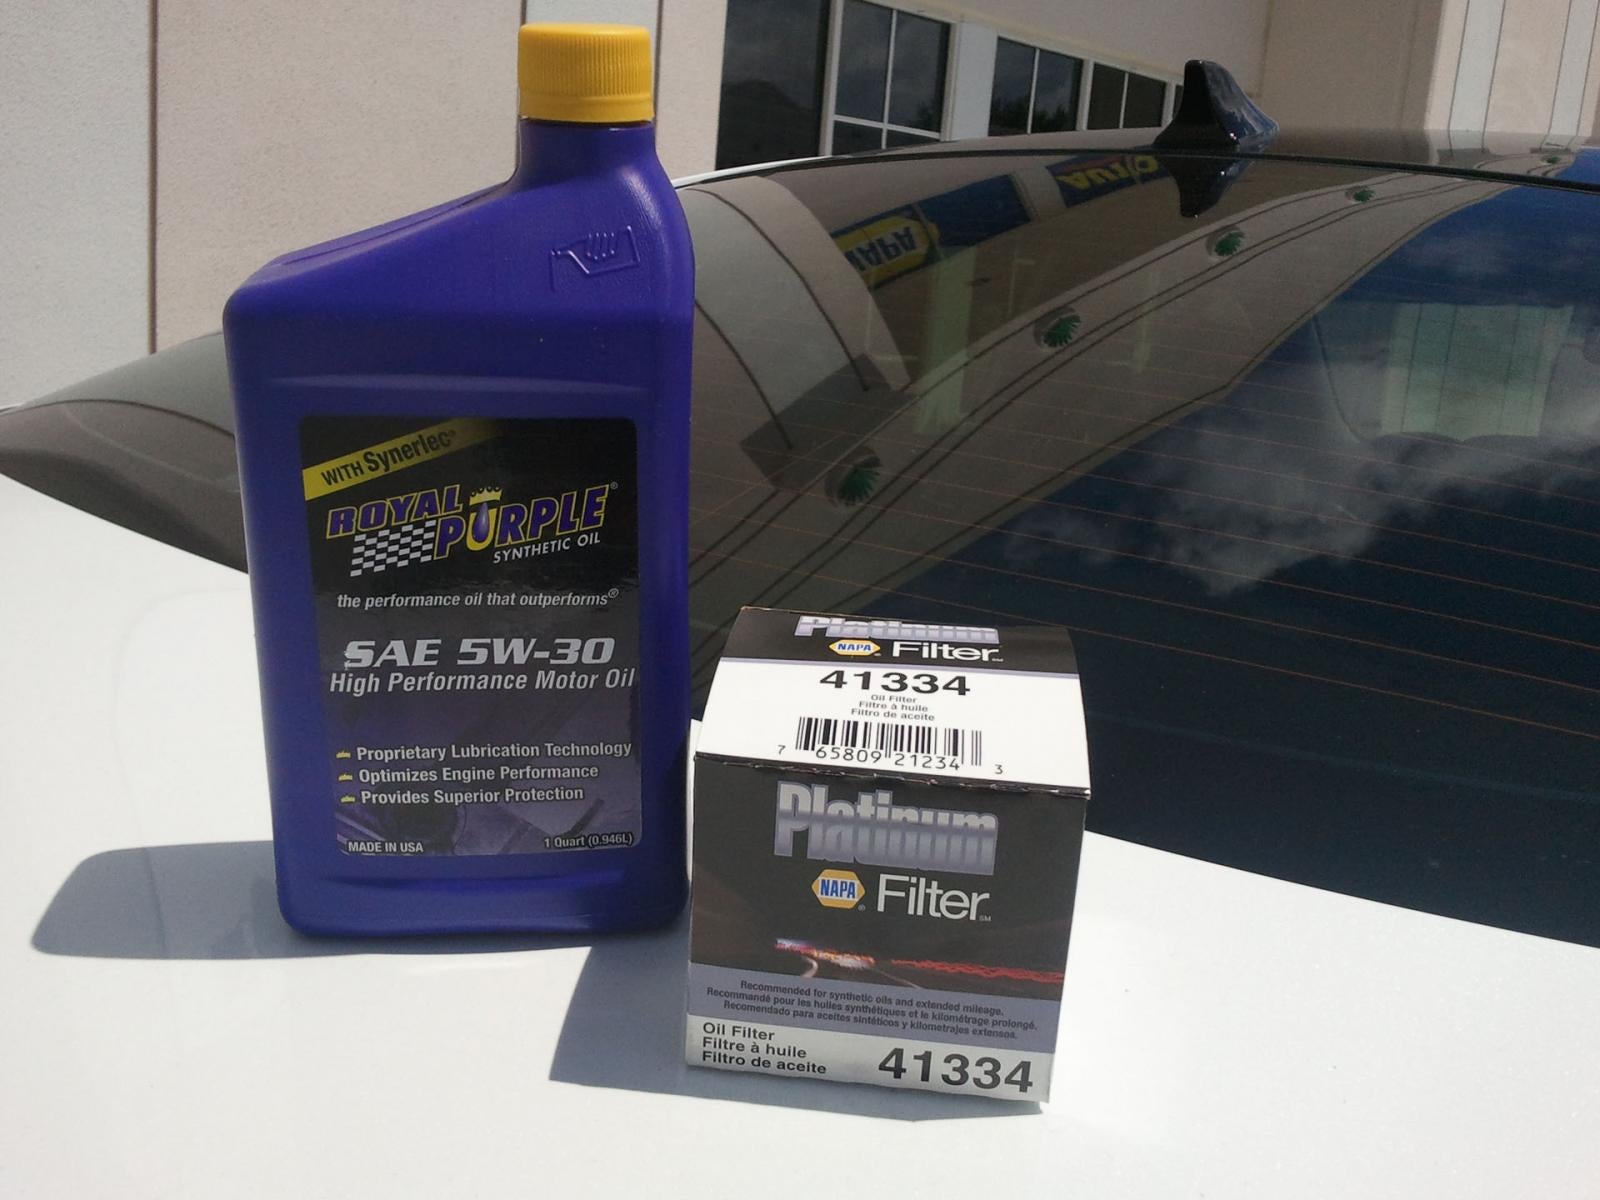 WITH Synerlec®
ROYAL
PURPLE®
SYNTHETIC OIL
the performance oil that outperforms®
SAE 5W-30
High Performance Motor Oil
Proprietary Lubrication Technology
Optimizes Engine Performance
Provides Superior Protection
MADE IN USA
1 Quart (0.946L)
NAPA
Platinum
NAPA® Filter℠
41334
Oil Filter
Filtre à huile
Filtro de aceite
7 65809 21234 3
Platinum
NAPA® Filter℠
Recommended for synthetic oils and extended mileage.
Recommandé pour les huiles synthétiques et le kilométrage prolongé.
Recomendado para aceites sintéticos y kilometrajes extensos.
Oil Filter
Filtre à huile
Filtro de aceite
41334